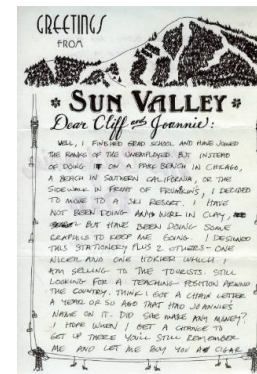 GREETINGS
FROM
* SUN VALLEY *
Dear Cliff and Joannie:
WELL, I FINISHED GRAD SCHOOL AND HAVE JOINED
THE RANKS OF THE UNEMPLOYED BUT INSTEAD
OF DOING IT ON A PARK BENCH IN CHICAGO,
A BEACH IN SOUTHERN CALIFORNIA, OR THE
SIDEWALK IN FRONT OF FRUMKIN'S, I DECIDED
TO MOVE TO A SKI RESORT. I HAVE
NOT BEEN DOING ANY WORK IN CLAY,
BUT HAVE BEEN DOING SOME
GRAPHICS TO KEEP ME GOING. I DESIGNED
THIS STATIONERY PLUS 2 OTHERS - ONE
NICER AND ONE HOKIER WHICH I
AM SELLING TO THE TOURISTS. STILL
LOOKING FOR A TEACHING POSITION AROUND
THE COUNTRY. THINK I GOT A CHAIN LETTER
A YEAR OR SO AGO THAT HAD JOANNIE'S
NAME ON IT. DID SHE MAKE ANY MONEY?
I HOPE WHEN I GET A CHANCE TO
GET UP THERE YOU'LL STILL REMEMBER
ME AND LET ME BUY YOU A CIGAR